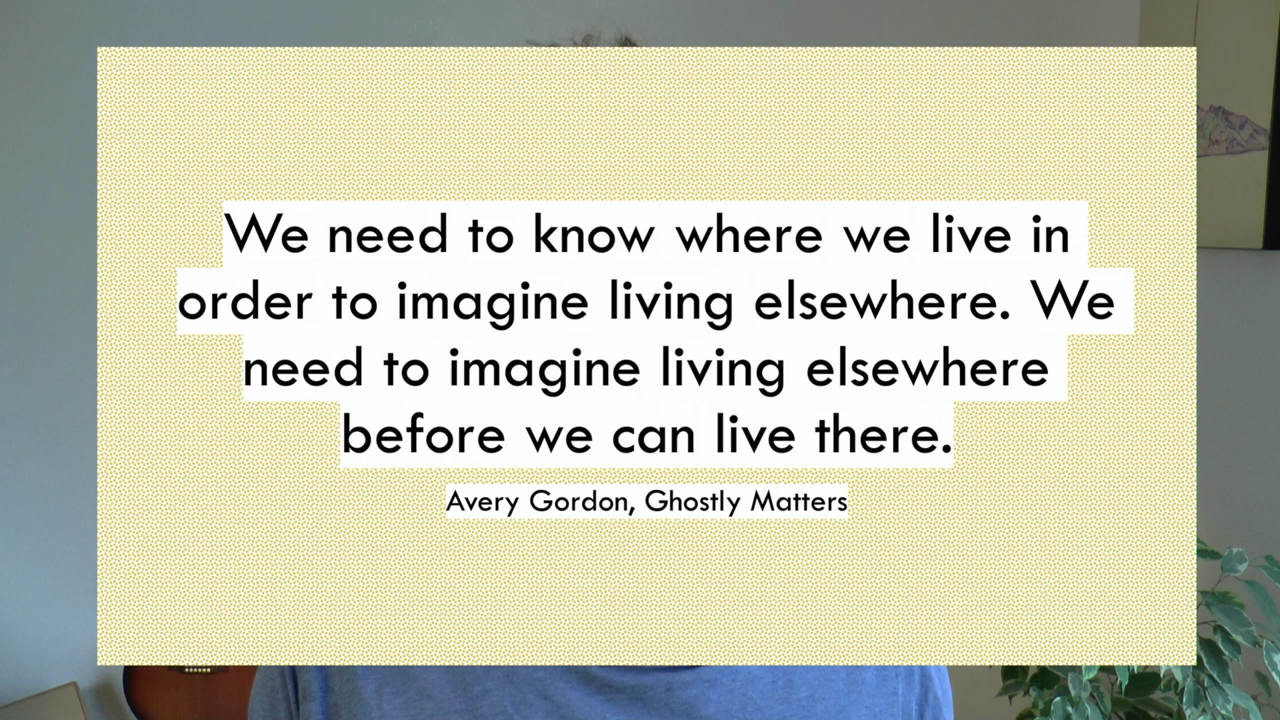 We need to know where we live in
order to imagine living elsewhere. We
need to imagine living elsewhere
before we can live there.
Avery Gordon, Ghostly Matters